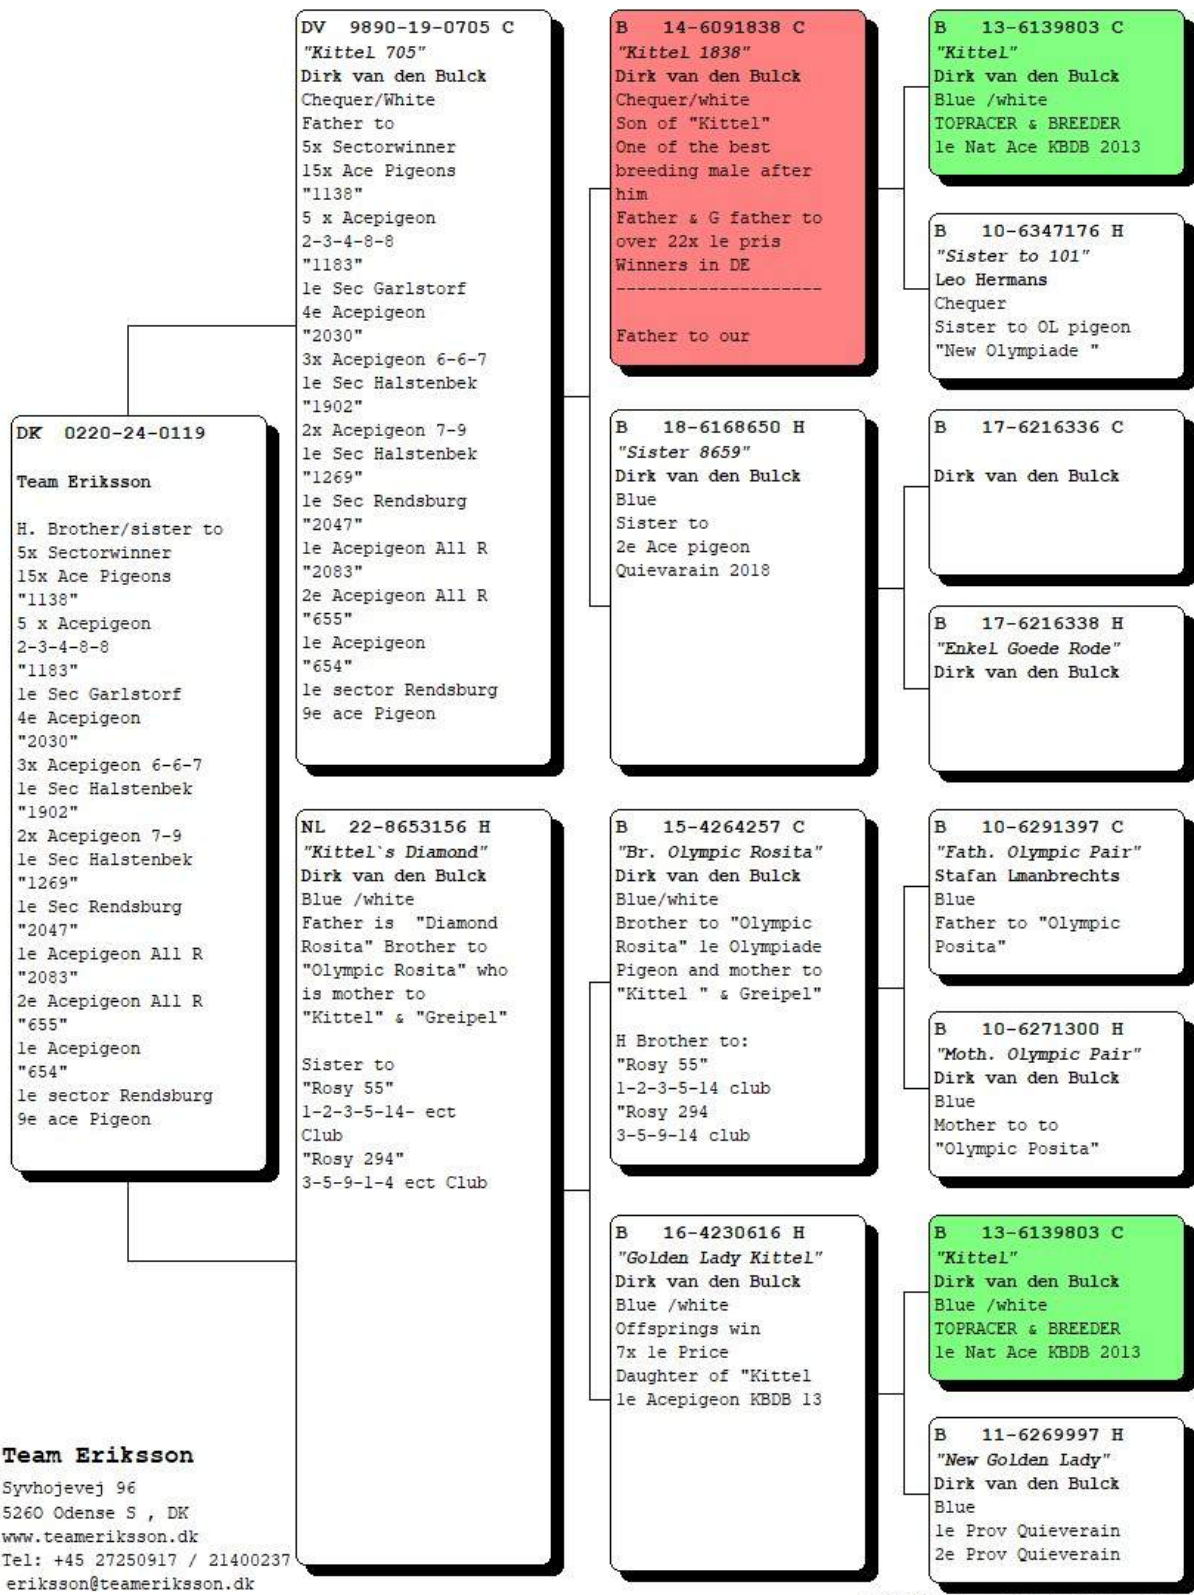 DK 0220-24-0119
Team Eriksson
H. Brother/sister to
5x Sectorwinner
15x Ace Pigeons
"1138"
5 x Acepigeon
2-3-4-8-8
"1183"
1e Sec Garlstorf
4e Acepigeon
"2030"
3x Acepigeon 6-6-7
1e Sec Halstenbek
"1902"
2x Acepigeon 7-9
1e Sec Halstenbek
"1269"
1e Sec Rendsburg
"2047"
1e Acepigeon All R
"2083"
2e Acepigeon All R
"655"
1e Acepigeon
"654"
1e sector Rendsburg
9e ace Pigeon
DV 9890-19-0705 C
"Kittel 705"
Dirk van den Bulck
Chequer/White
Father to
5x Sectorwinner
15x Ace Pigeons
"1138"
5 x Acepigeon
2-3-4-8-8
"1183"
1e Sec Garlstorf
4e Acepigeon
"2030"
3x Acepigeon 6-6-7
1e Sec Halstenbek
"1902"
2x Acepigeon 7-9
1e Sec Halstenbek
"1269"
1e Sec Rendsburg
"2047"
1e Acepigeon All R
"2083"
2e Acepigeon All R
"655"
1e Acepigeon
"654"
1e sector Rendsburg
9e ace Pigeon
NL 22-8653156 H
"Kittel`s Diamond"
Dirk van den Bulck
Blue /white
Father is "Diamond
Rosita" Brother to
"Olympic Rosita" who
is mother to
"Kittel" & "Greipel"
Sister to
"Rosy 55"
1-2-3-5-14- ect
Club
"Rosy 294"
3-5-9-1-4 ect Club
B 14-6091838 C
"Kittel 1838"
Dirk van den Bulck
Chequer/white
Son of "Kittel"
One of the best
breeding male after
him
Father & G father to
over 22x 1e pris
Winners in DE
--------------------
Father to our
B 18-6168650 H
"Sister 8659"
Dirk van den Bulck
Blue
Sister to
2e Ace pigeon
Quievarain 2018
B 15-4264257 C
"Br. Olympic Rosita"
Dirk van den Bulck
Blue/white
Brother to "Olympic
Rosita" 1e Olympiade
Pigeon and mother to
"Kittel " & Greipel"
H Brother to:
"Rosy 55"
1-2-3-5-14 club
"Rosy 294
3-5-9-14 club
B 16-4230616 H
"Golden Lady Kittel"
Dirk van den Bulck
Blue /white
Offsprings win
7x 1e Price
Daughter of "Kittel
1e Acepigeon KBDB 13
B 13-6139803 C
"Kittel"
Dirk van den Bulck
Blue /white
TOPRACER & BREEDER
1e Nat Ace KBDB 2013
B 10-6347176 H
"Sister to 101"
Leo Hermans
Chequer
Sister to OL pigeon
"New Olympiade "
B 17-6216336 C
Dirk van den Bulck
B 17-6216338 H
"Enkel Goede Rode"
Dirk van den Bulck
B 10-6291397 C
"Fath. Olympic Pair"
Stafan Lmanbrechts
Blue
Father to "Olympic
Posita"
B 10-6271300 H
"Moth. Olympic Pair"
Dirk van den Bulck
Blue
Mother to to
"Olympic Posita"
B 13-6139803 C
"Kittel"
Dirk van den Bulck
Blue /white
TOPRACER & BREEDER
1e Nat Ace KBDB 2013
B 11-6269997 H
"New Golden Lady"
Dirk van den Bulck
Blue
1e Prov Quieverain
2e Prov Quieverain
Team Eriksson
Syvhojevej 96
5260 Odense S , DK
www.teameriksson.dk
Tel: +45 27250917 / 21400237
eriksson@teameriksson.dk